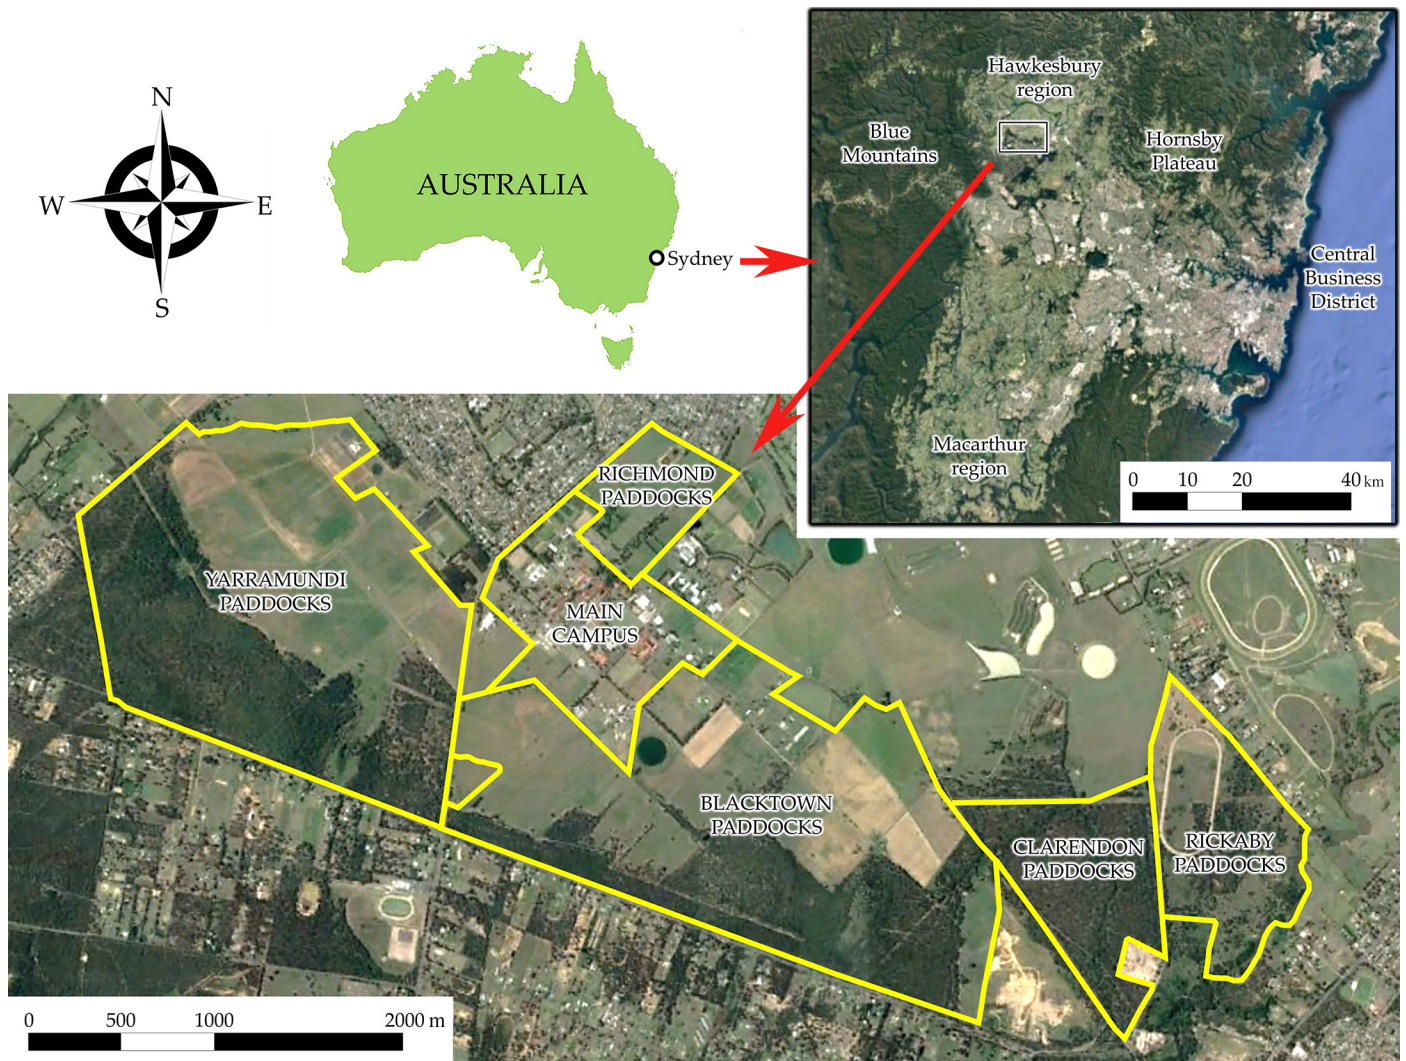 N
W
E
S
AUSTRALIA
Sydney
Hawkesbury
region
Blue
Mountains
Hornsby
Plateau
Central
Business
District
Macarthur
region
0 10 20 40 km
RICHMOND
PADDOCKS
YARRAMUNDI
PADDOCKS
MAIN
CAMPUS
BLACKTOWN
PADDOCKS
CLARENDON
PADDOCKS
RICKABY
PADDOCKS
0 500 1000 2000 m